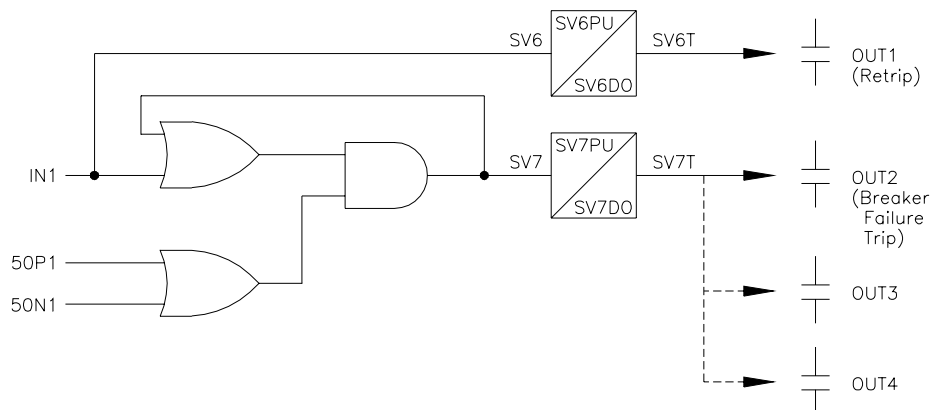 SV6
SV6PU
SV6DO
SV6T
OUT1
(Retrip)
IN1
SV7
SV7PU
SV7DO
SV7T
OUT2
(Breaker
Failure
Trip)
50P1
50N1
OUT3
OUT4